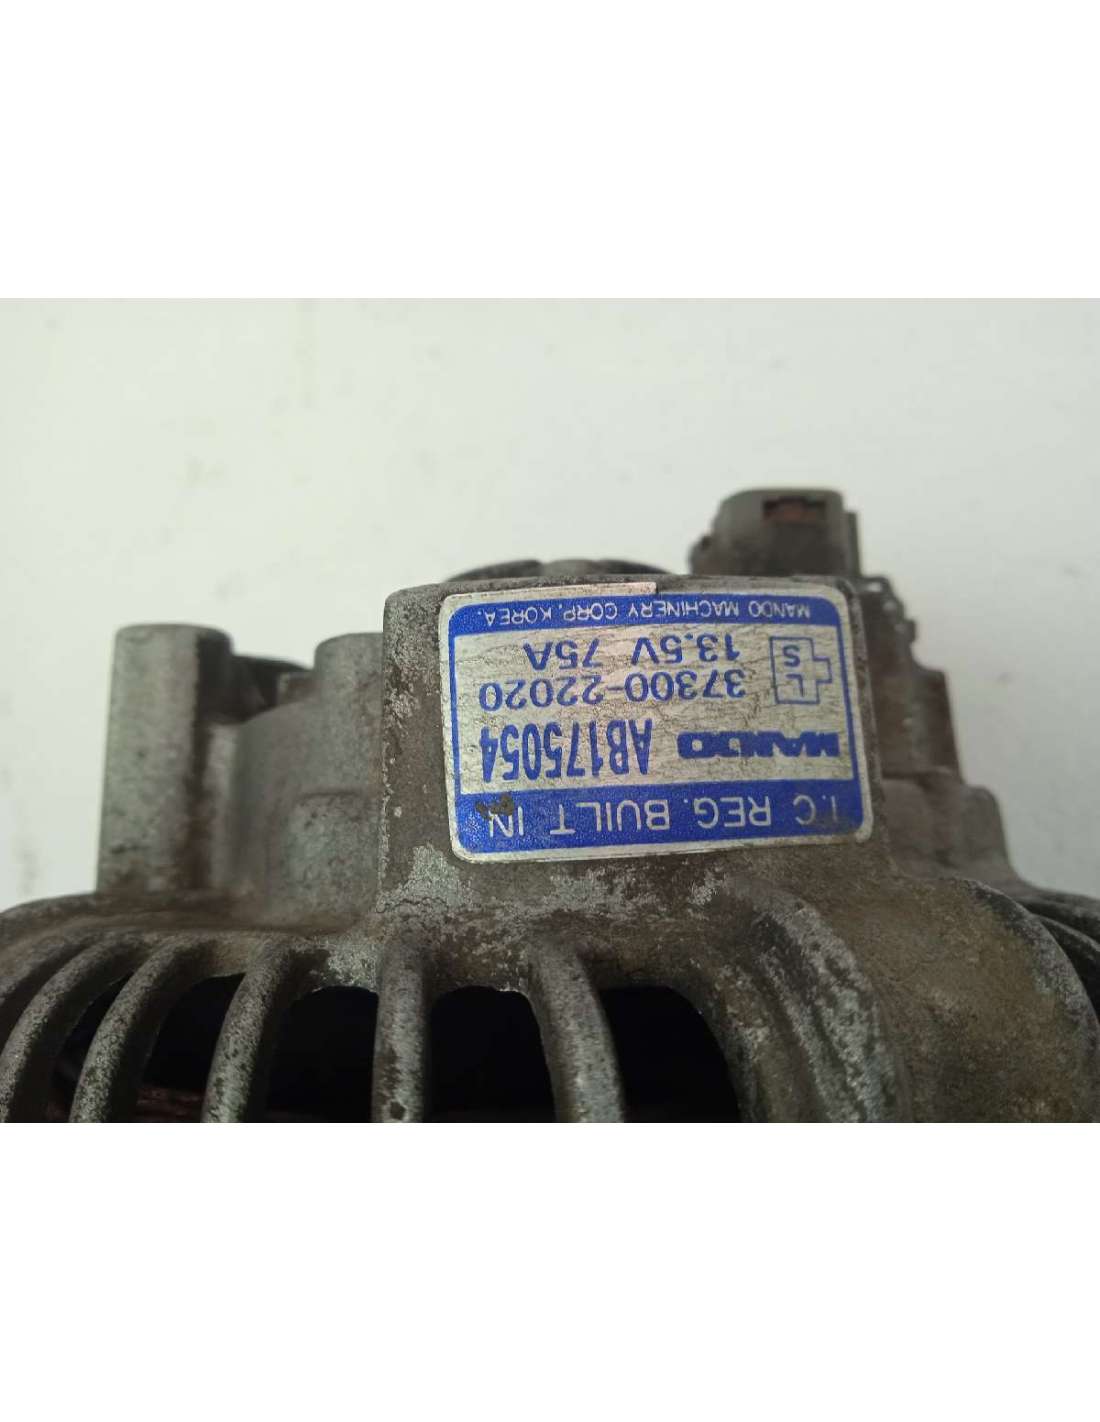 I.C REG. BUILT IN
MANDO AB175054
37300-22020
L S
13.5V 75A
MANDO MACHINERY CORP. KOREA.